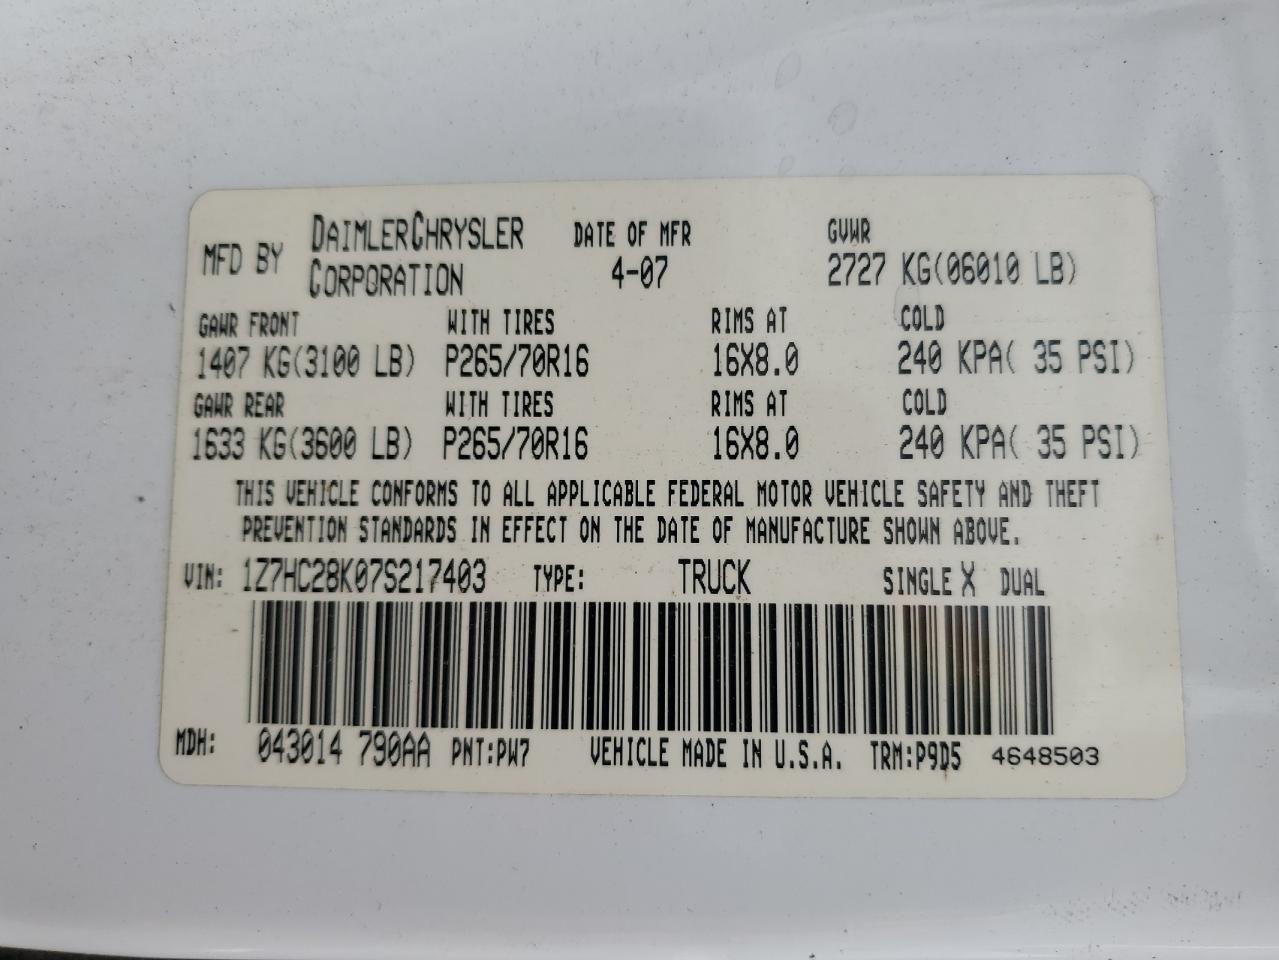 MFD BY DAIMLERCHRYSLER CORPORATION DATE OF MFR 4-07 GVWR 2727 KG(06010 LB)
GAWR FRONT WITH TIRES RIMS AT COLD
1407 KG(3100 LB) P265/70R16 16X8.0 240 KPA( 35 PSI)
GAWR REAR WITH TIRES RIMS AT COLD
1633 KG(3600 LB) P265/70R16 16X8.0 240 KPA( 35 PSI)
THIS VEHICLE CONFORMS TO ALL APPLICABLE FEDERAL MOTOR VEHICLE SAFETY AND THEFT
PREVENTION STANDARDS IN EFFECT ON THE DATE OF MANUFACTURE SHOWN ABOVE.
VIN: 1Z7HC28K07S217403 TYPE: TRUCK SINGLE X DUAL
MDH: 043014 790AA PNT:PW7 VEHICLE MADE IN U.S.A. TRM:P9D5 4648503